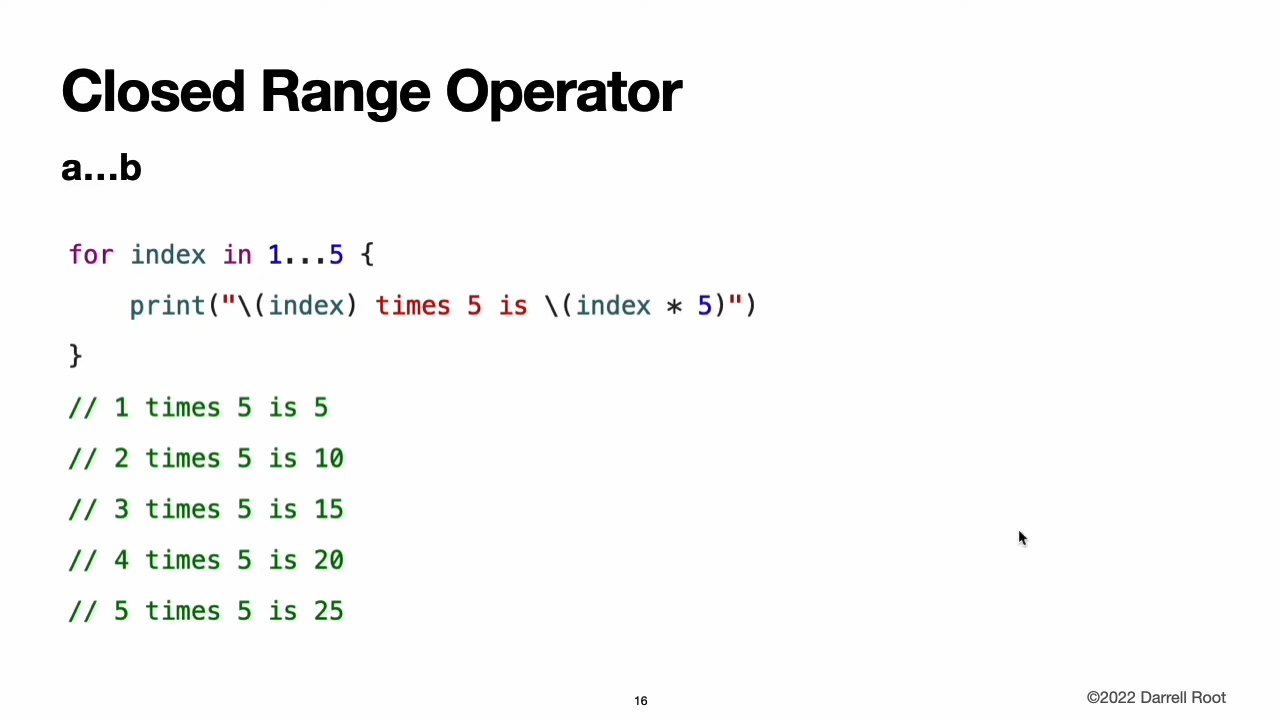 Closed Range Operator
a...b
for index in 1...5 {
    print("\(index) times 5 is \(index * 5)")
}
// 1 times 5 is 5
// 2 times 5 is 10
// 3 times 5 is 15
// 4 times 5 is 20
// 5 times 5 is 25
16
©2022 Darrell Root